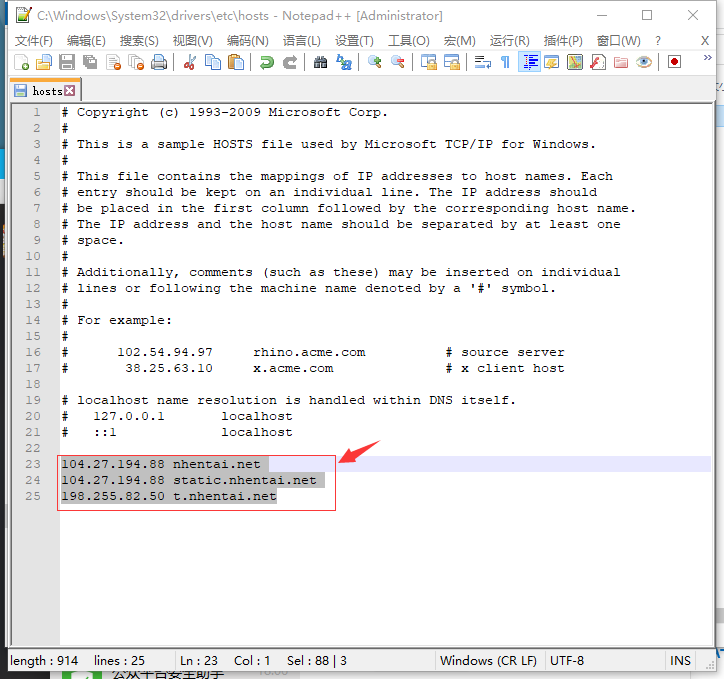 C:\Windows\System32\drivers\etc\hosts - Notepad++ [Administrator]
文件(F) 编辑(E) 搜索(S) 视图(V) 编码(N) 语言(L) 设置(T) 工具(O) 宏(M) 运行(R) 插件(P) 窗口(W) ? X
hosts
1 # Copyright (c) 1993-2009 Microsoft Corp.
2 #
3 # This is a sample HOSTS file used by Microsoft TCP/IP for Windows.
4 #
5 # This file contains the mappings of IP addresses to host names. Each
6 # entry should be kept on an individual line. The IP address should
7 # be placed in the first column followed by the corresponding host name.
8 # The IP address and the host name should be separated by at least one
9 # space.
10 #
11 # Additionally, comments (such as these) may be inserted on individual
12 # lines or following the machine name denoted by a '#' symbol.
13 #
14 # For example:
15 #
16 # 102.54.94.97 rhino.acme.com # source server
17 # 38.25.63.10 x.acme.com # x client host
18
19 # localhost name resolution is handled within DNS itself.
20 # 127.0.0.1 localhost
21 # ::1 localhost
22
23 104.27.194.88 nhentai.net
24 104.27.194.88 static.nhentai.net
25 198.255.82.50 t.nhentai.net
length : 914 lines : 25 Ln : 23 Col : 1 Sel : 88 | 3 Windows (CR LF) UTF-8 INS